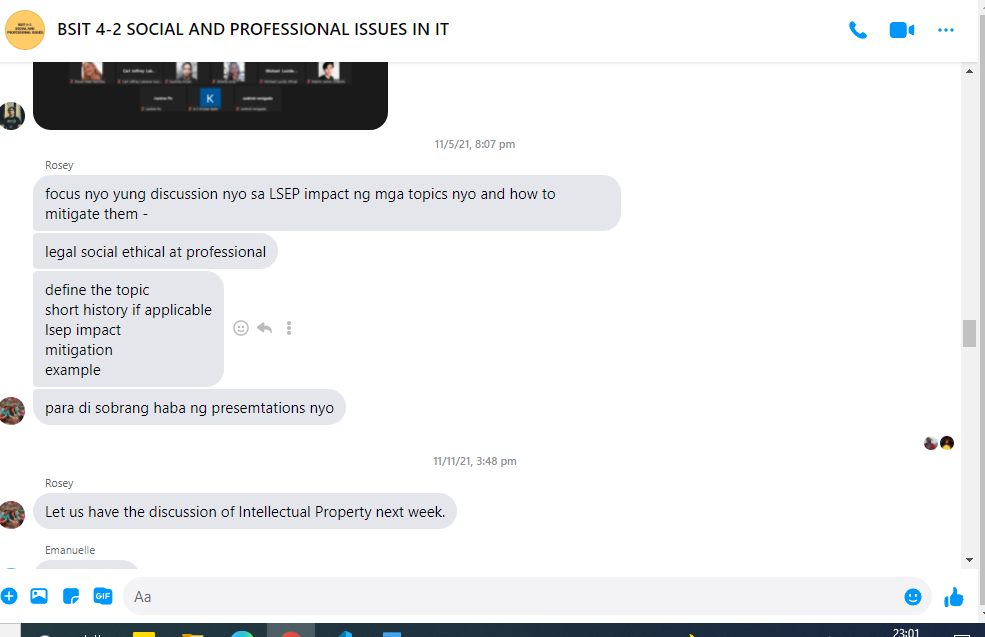 BSIT 4-2 SOCIAL AND PROFESSIONAL ISSUES IN IT
K
11/5/21, 8:07 pm
Rosey
focus nyo yung discussion nyo sa LSEP impact ng mga topics nyo and how to
mitigate them -
legal social ethical at professional
define the topic
short history if applicable
lsep impact
mitigation
example
para di sobrang haba ng presemtations nyo
11/11/21, 3:48 pm
Rosey
Let us have the discussion of Intellectual Property next week.
Emanuelle
GIF
Aa
23:01